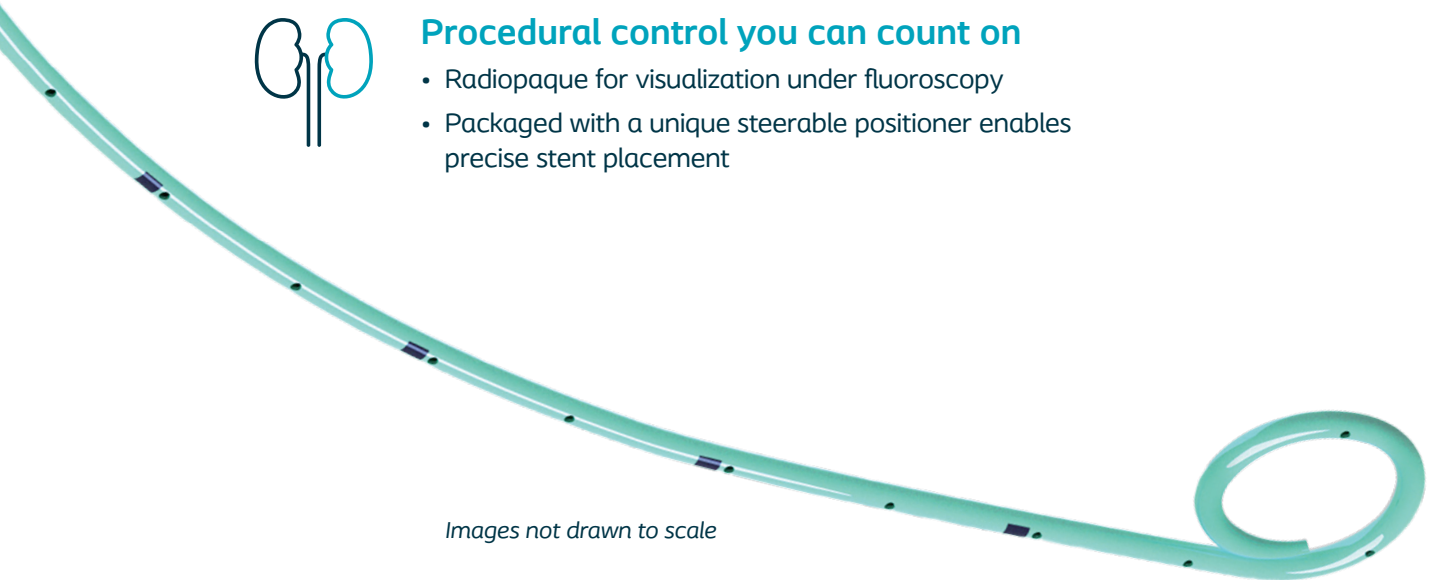 Procedural control you can count on
• Radiopaque for visualization under fluoroscopy
• Packaged with a unique steerable positioner enables
precise stent placement
Images not drawn to scale